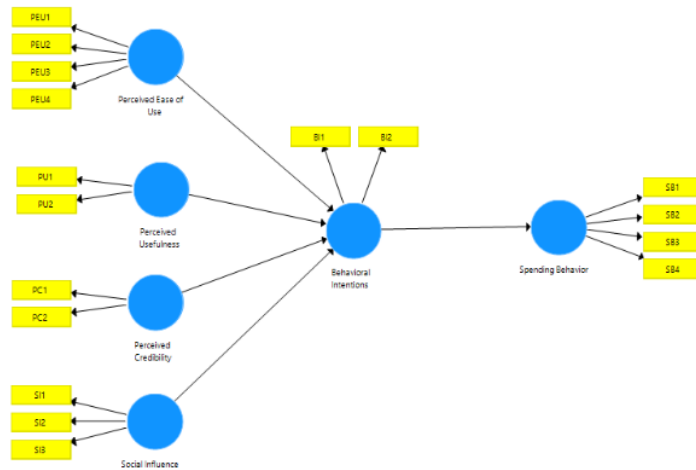 PEU1
PEU2
PEU3
PEU4
Perceived Ease of
Use
PU1
PU2
Perceived
Usefulness
PC1
PC2
Perceived
Credibility
SI1
SI2
SI3
Social Influence
BI1
BI2
Behavioral
Intentions
Spending Behavior
SB1
SB2
SB3
SB4